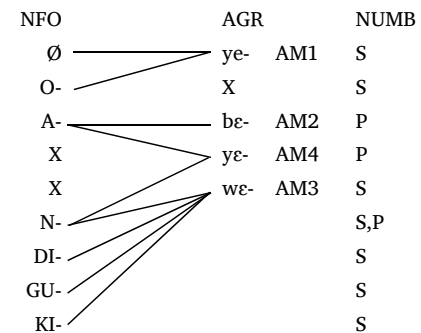 NFO AGR NUMB
Ø ye- AM1 S
O- X S
A- bɛ- AM2 P
X yɛ- AM4 P
X wɛ- AM3 S
N- S,P
DI- S
GU- S
KI- S